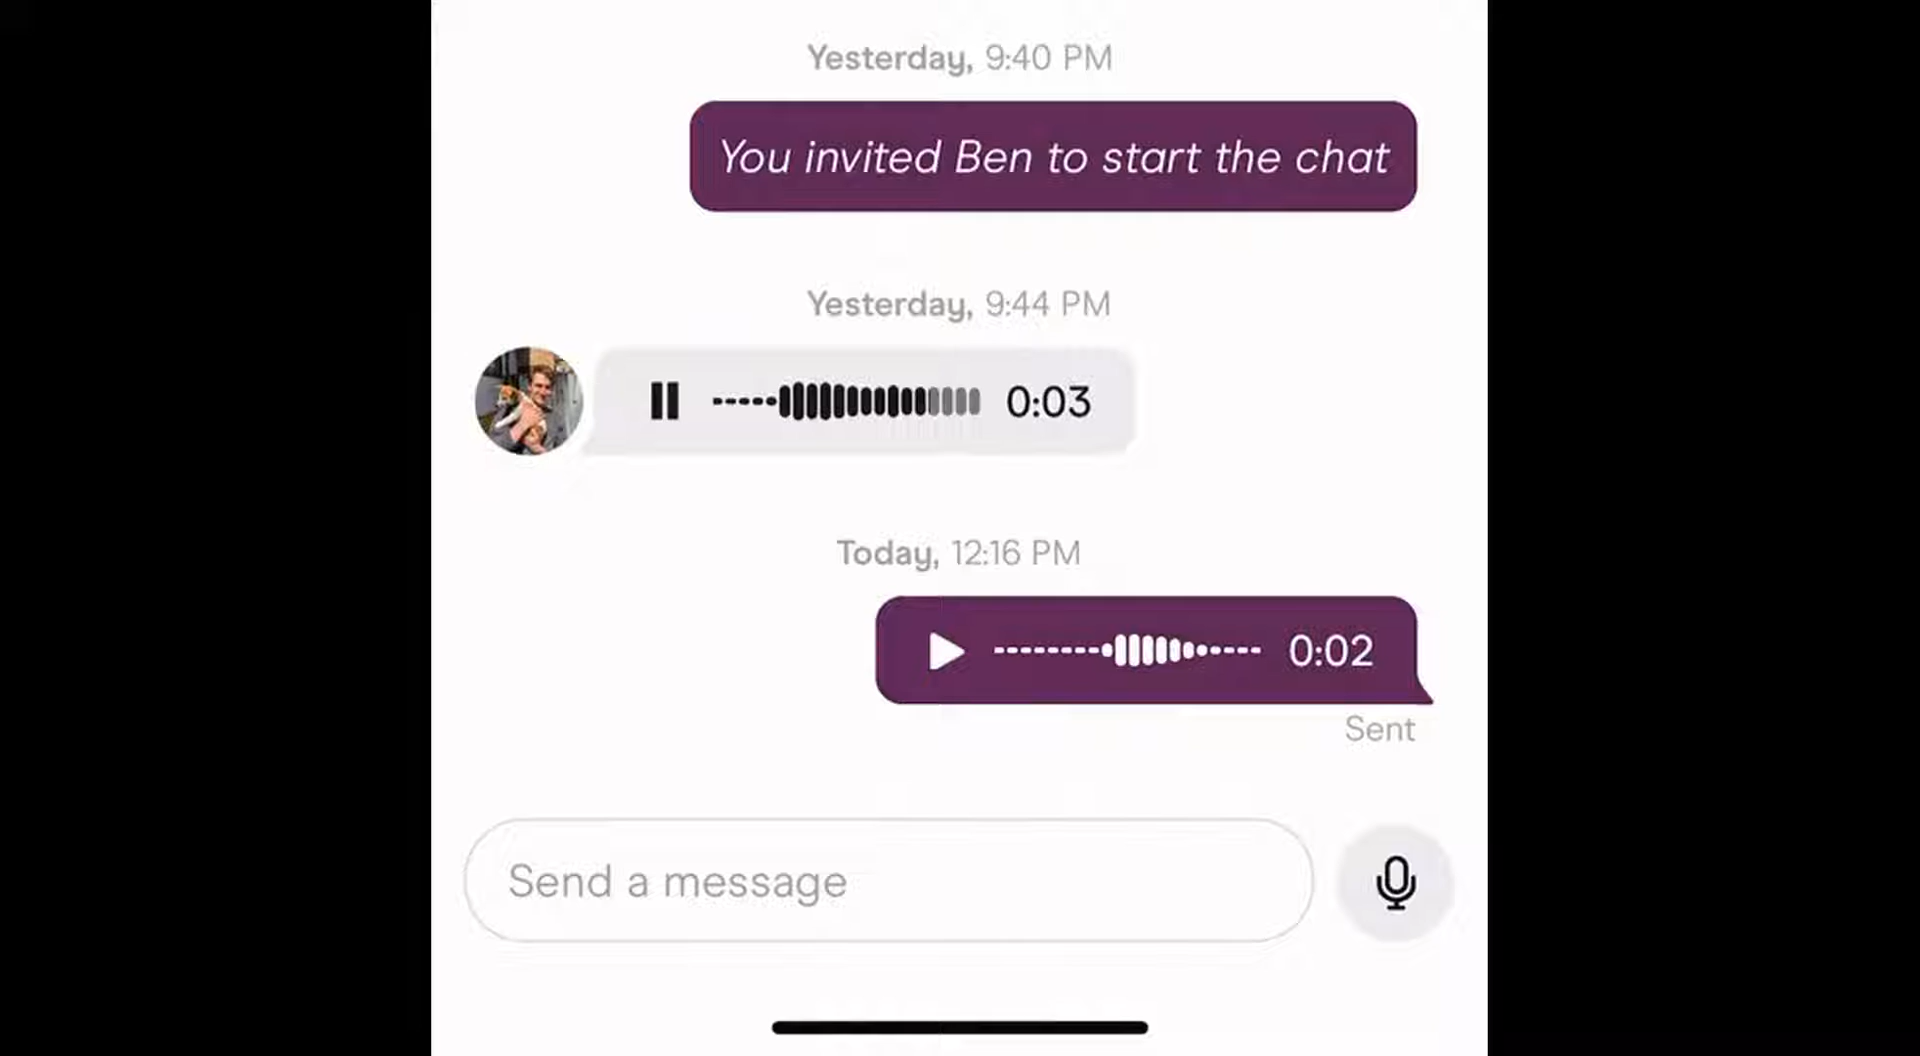 Yesterday, 9:40 PM
You invited Ben to start the chat
Yesterday, 9:44 PM
0:03
Today, 12:16 PM
0:02
Sent
Send a message